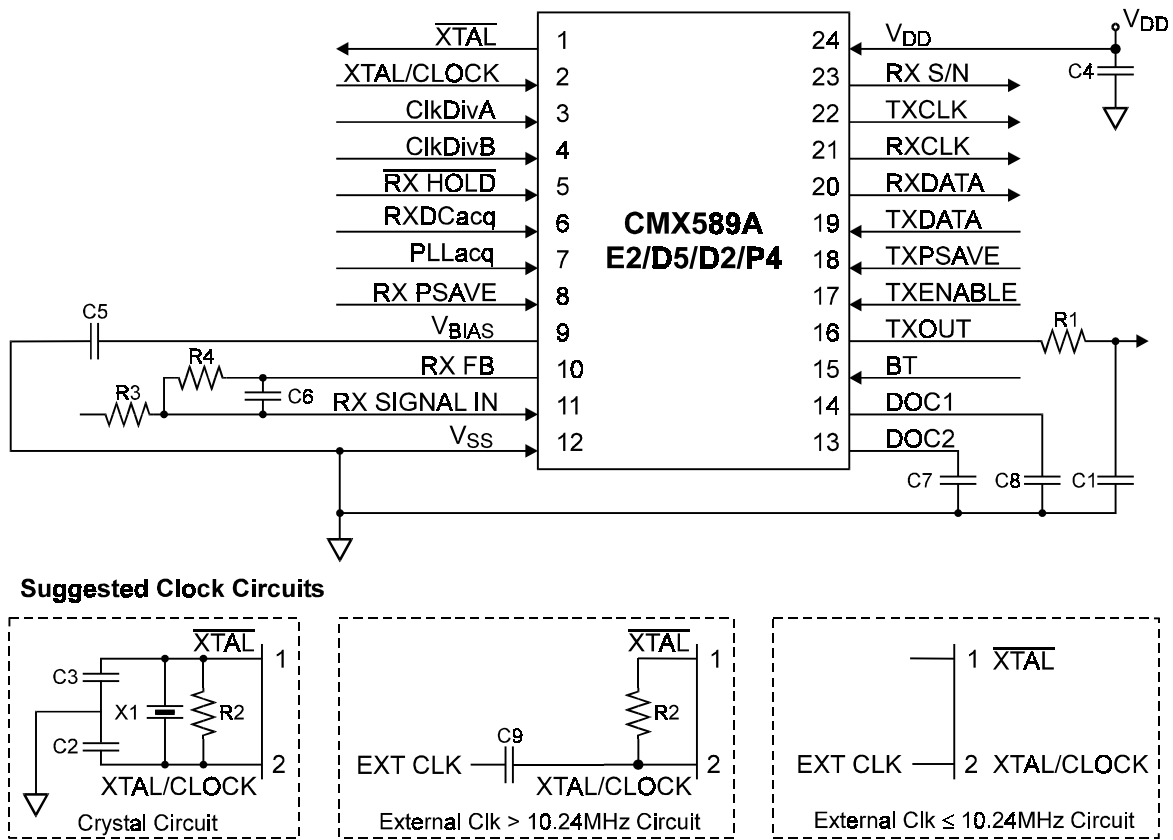 XTAL
XTAL/CLOCK
ClkDivA
ClkDivB
RX HOLD
RXDCacq
PLLacq
RX PSAVE
VBIAS
RX FB
RX SIGNAL IN
VSS
1
2
3
4
5
6
7
8
9
10
11
12
CMX589A
E2/D5/D2/P4
24
23
22
21
20
19
18
17
16
15
14
13
VDD
RX S/N
TXCLK
RXCLK
RXDATA
TXDATA
TXPSAVE
TXENABLE
TXOUT
BT
DOC1
DOC2
VDD
C4
R1
C5
R4
R3
C6
C7
C8
C1
Suggested Clock Circuits
XTAL
1
C3
X1
R2
C2
2
XTAL/CLOCK
Crystal Circuit
XTAL
1
R2
C9
EXT CLK
2
XTAL/CLOCK
External Clk > 10.24MHz Circuit
1 XTAL
EXT CLK
2 XTAL/CLOCK
External Clk ≤ 10.24MHz Circuit